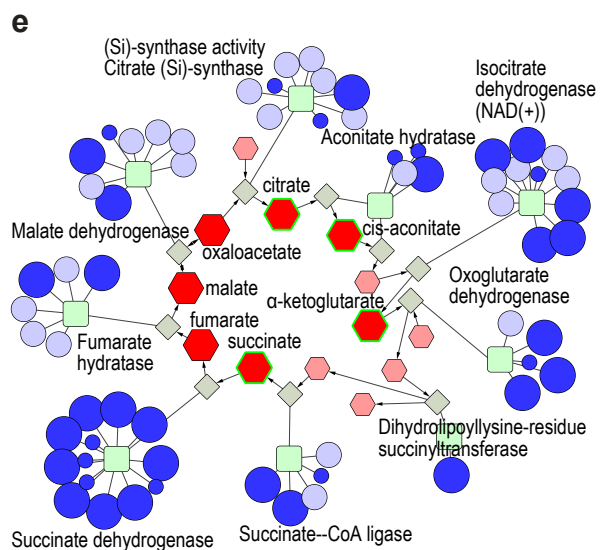 e
(Si)-synthase activity
Citrate (Si)-synthase
Isocitrate
dehydrogenase
(NAD(+))
Aconitate hydratase
citrate
cis-aconitate
Malate dehydrogenase
oxaloacetate
Oxoglutarate
dehydrogenase
malate
α-ketoglutarate
fumarate
Fumarate
hydratase
succinate
Dihydrolipoyllysine-residue
succinyltransferase
Succinate dehydrogenase
Succinate--CoA ligase